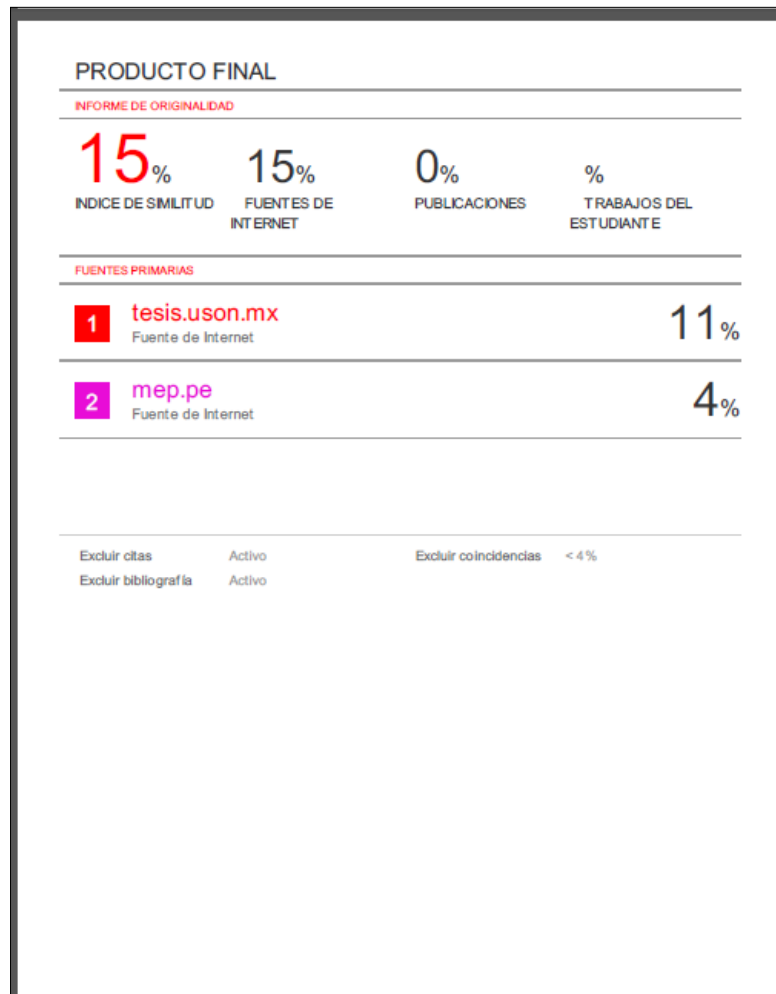 PRODUCTO FINAL
INFORME DE ORIGINALIDAD
15% 15% 0% %
INDICE DE SIMILITUD FUENTES DE INTERNET PUBLICACIONES TRABAJOS DEL ESTUDIANTE
FUENTES PRIMARIAS
1 tesis.uson.mx 11%
Fuente de Internet
2 mep.pe 4%
Fuente de Internet
Excluir citas Activo Excluir coincidencias < 4%
Excluir bibliografía Activo